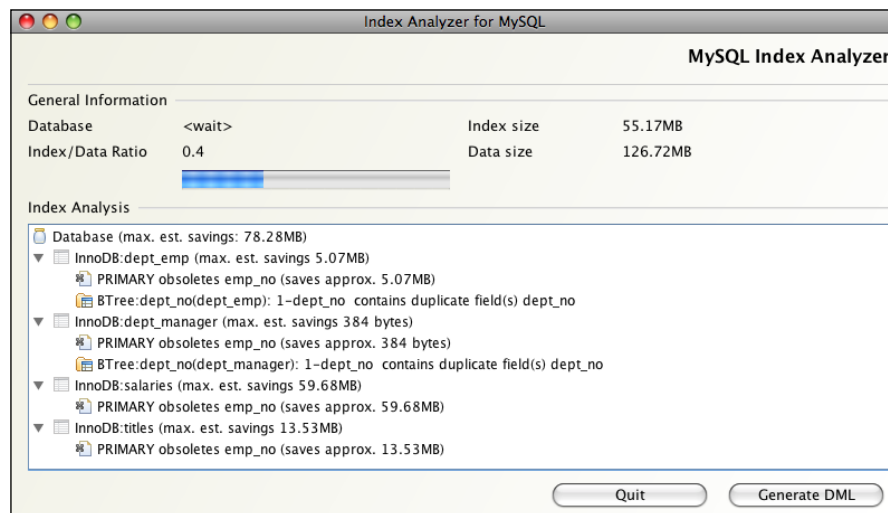 Index Analyzer for MySQL
MySQL Index Analyzer
General Information
Database <wait> Index size 55.17MB
Index/Data Ratio 0.4 Data size 126.72MB
Index Analysis
Database (max. est. savings: 78.28MB)
InnoDB:dept_emp (max. est. savings 5.07MB)
PRIMARY obsoletes emp_no (saves approx. 5.07MB)
BTree:dept_no(dept_emp): 1-dept_no contains duplicate field(s) dept_no
InnoDB:dept_manager (max. est. savings 384 bytes)
PRIMARY obsoletes emp_no (saves approx. 384 bytes)
BTree:dept_no(dept_manager): 1-dept_no contains duplicate field(s) dept_no
InnoDB:salaries (max. est. savings 59.68MB)
PRIMARY obsoletes emp_no (saves approx. 59.68MB)
InnoDB:titles (max. est. savings 13.53MB)
PRIMARY obsoletes emp_no (saves approx. 13.53MB)
Quit Generate DML